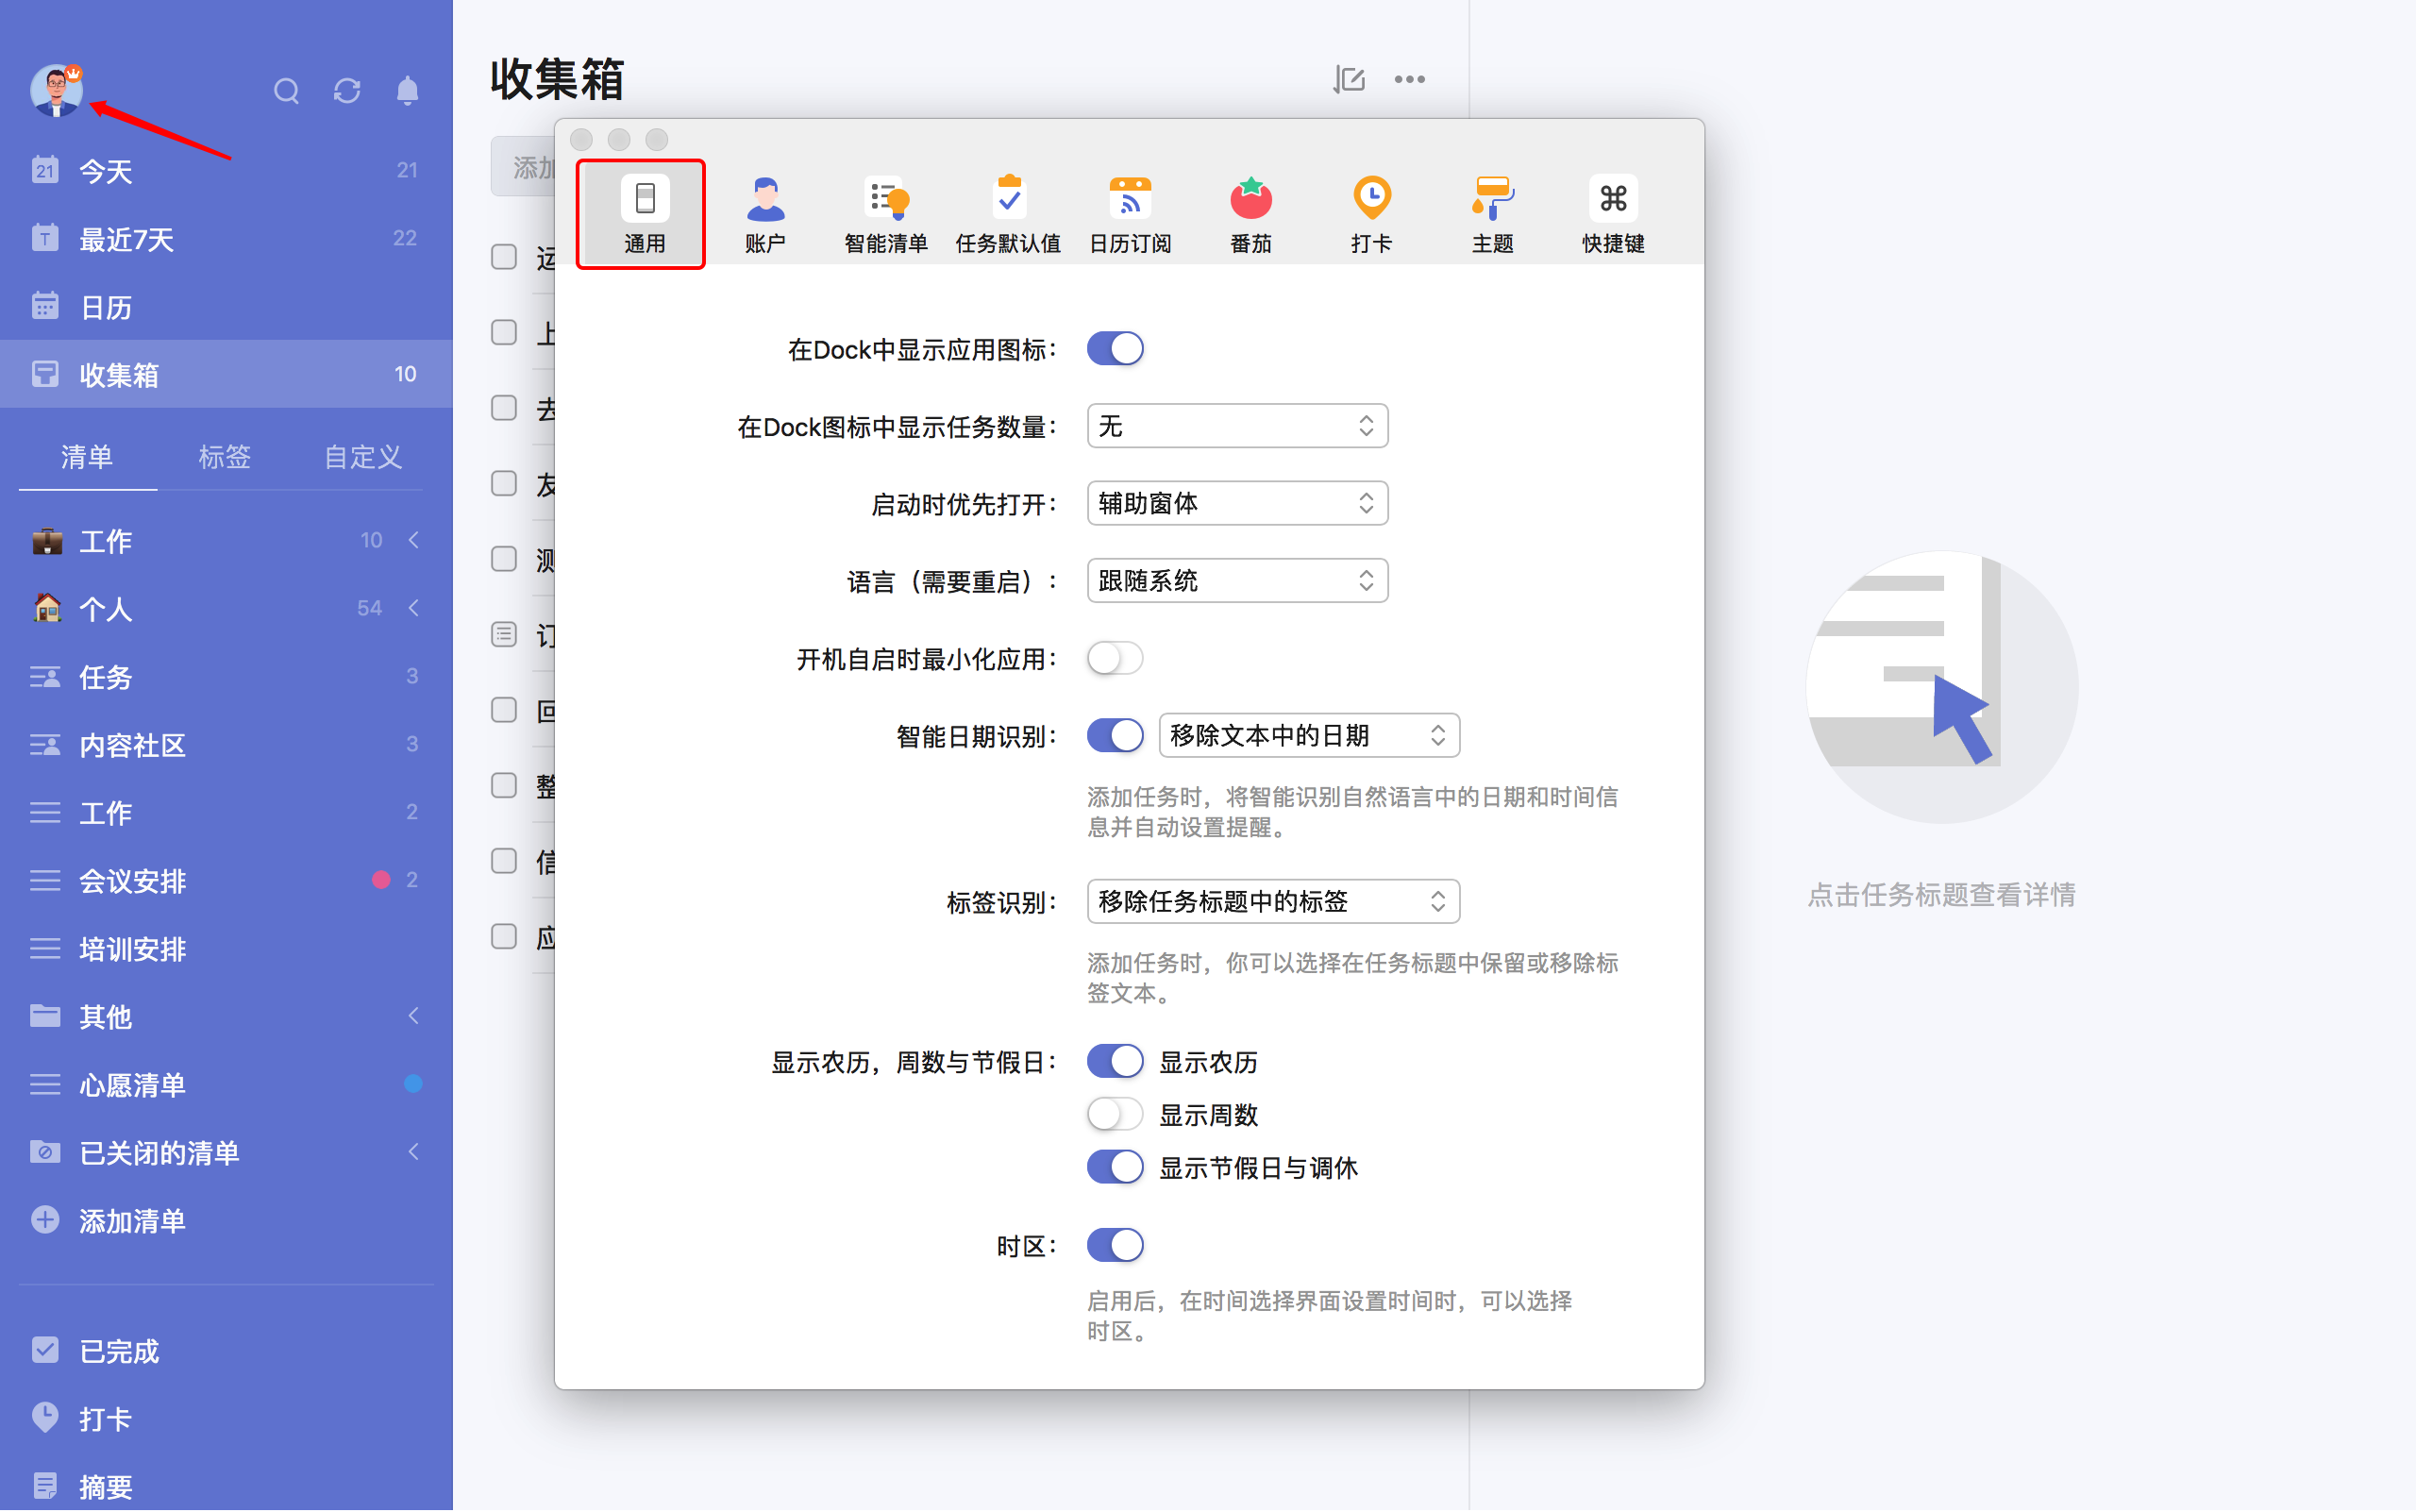 收集箱
今天 21
最近7天 22
日历
收集箱 10
清单 标签 自定义
工作 10
个人 54
任务 3
内容社区 3
工作 2
会议安排 2
培训安排
其他
心愿清单
已关闭的清单
添加清单
已完成
打卡
摘要
添加
运
上
去
友
测
订
回
整
信
应
通用 账户 智能清单 任务默认值 日历订阅 番茄 打卡 主题 快捷键
在Dock中显示应用图标：
在Dock图标中显示任务数量： 无
启动时优先打开： 辅助窗体
语言（需要重启）： 跟随系统
开机自启时最小化应用：
智能日期识别： 移除文本中的日期
添加任务时，将智能识别自然语言中的日期和时间信
息并自动设置提醒。
标签识别： 移除任务标题中的标签
添加任务时，你可以选择在任务标题中保留或移除标
签文本。
显示农历，周数与节假日： 显示农历
显示周数
显示节假日与调休
时区：
启用后，在时间选择界面设置时间时，可以选择
时区。
点击任务标题查看详情